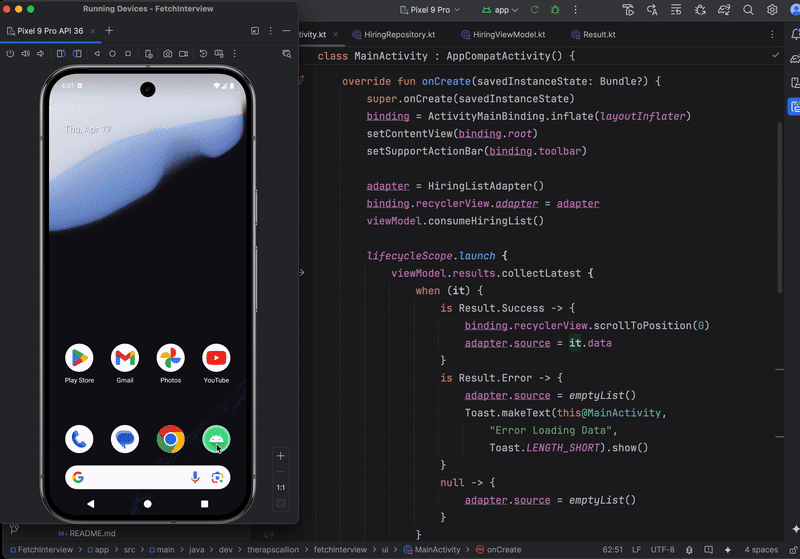 Running Devices - FetchInterview
Pixel 9 Pro
app
Pixel 9 Pro API 36
ctivity.kt
HiringRepository.kt
HiringViewModel.kt
Result.kt
class MainActivity : AppCompatActivity() {
override fun onCreate(savedInstanceState: Bundle?) {
super.onCreate(savedInstanceState)
binding = ActivityMainBinding.inflate(layoutInflater)
setContentView(binding.root)
setSupportActionBar(binding.toolbar)
adapter = HiringListAdapter()
binding.recyclerView.adapter = adapter
viewModel.consumeHiringList()
lifecycleScope.launch {
viewModel.results.collectLatest {
when (it) {
is Result.Success -> {
binding.recyclerView.scrollToPosition(0)
adapter.source = it.data
}
is Result.Error -> {
adapter.source = emptyList()
Toast.makeText(this@MainActivity,
"Error Loading Data",
Toast.LENGTH_SHORT).show()
}
null -> {
adapter.source = emptyList()
}
}
Thu, Apr 17
Play Store
Gmail
Photos
YouTube
1:1
README.md
49
FetchInterview
app
src
main
java
dev
therapscallion
fetchinterview
ui
MainActivity
onCreate
62:51
LF
UTF-8
4 spaces